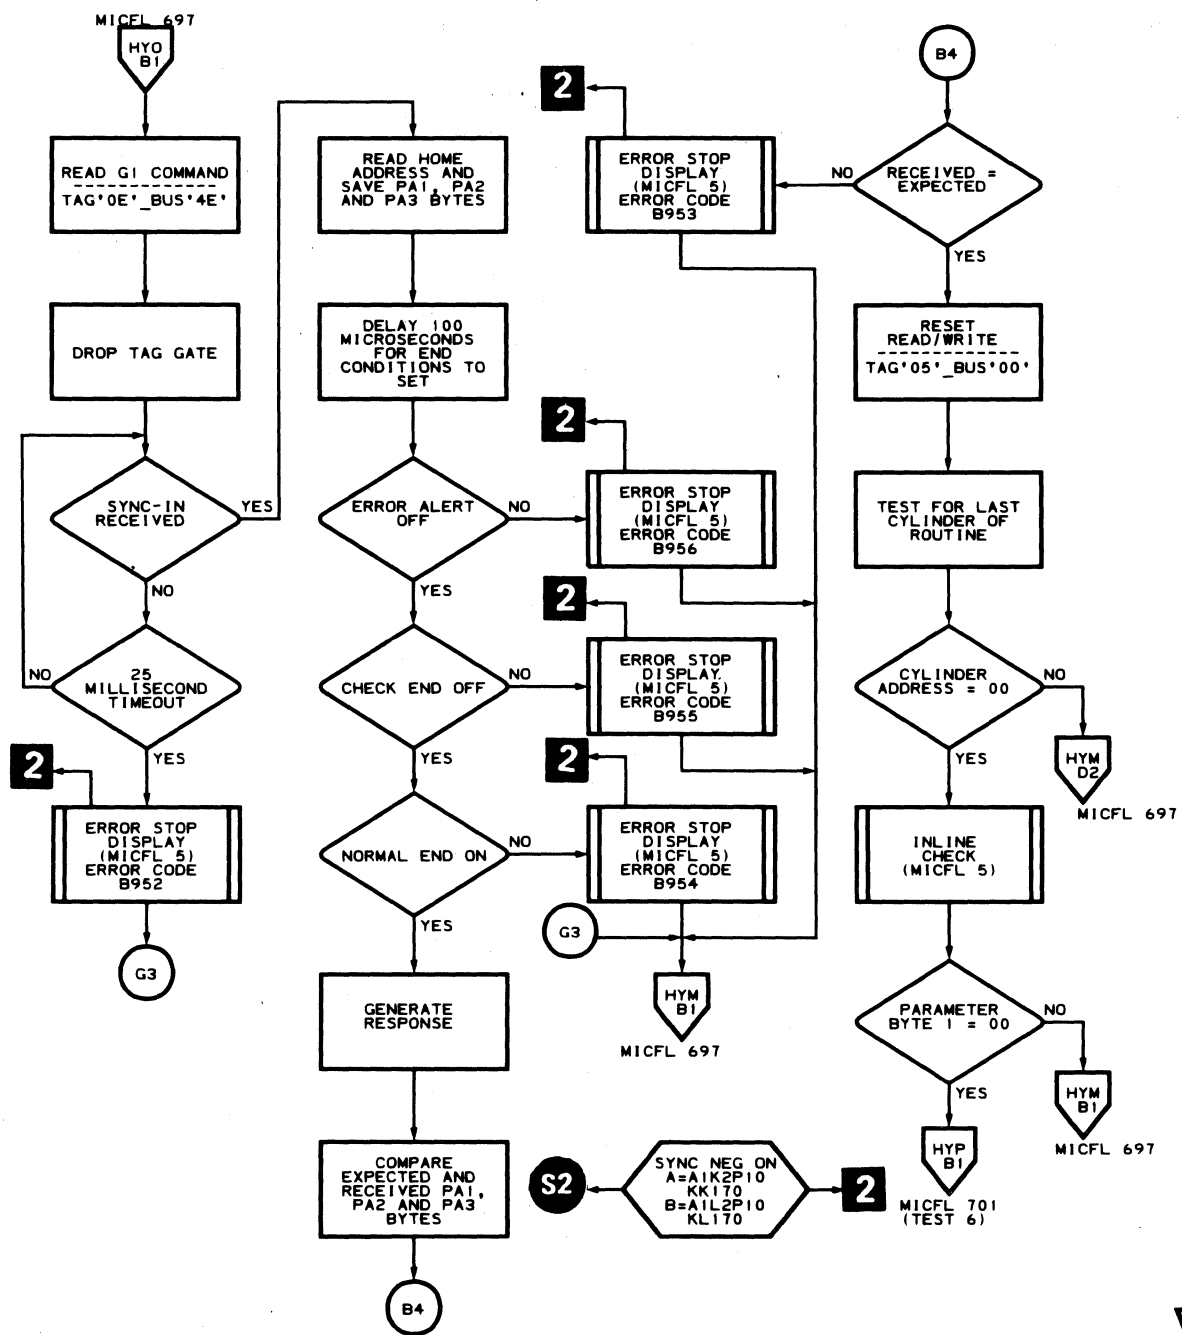 MICFL 697
HYO
B1
READ G1 COMMAND
TAG'0E'_BUS'4E'
DROP TAG GATE
SYNC-IN
RECEIVED
YES
NO
25
MILLISECOND
TIMEOUT
NO
YES
2
ERROR STOP
DISPLAY
(MICFL 5)
ERROR CODE
B952
G3
READ HOME
ADDRESS AND
SAVE PA1, PA2
AND PA3 BYTES
DELAY 100
MICROSECONDS
FOR END
CONDITIONS TO
SET
ERROR ALERT
OFF
NO
YES
CHECK END OFF
NO
YES
NORMAL END ON
NO
YES
GENERATE
RESPONSE
COMPARE
EXPECTED AND
RECEIVED PA1,
PA2 AND PA3
BYTES
B4
2
ERROR STOP
DISPLAY
(MICFL 5)
ERROR CODE
B953
2
ERROR STOP
DISPLAY
(MICFL 5)
ERROR CODE
B956
2
ERROR STOP
DISPLAY.
(MICFL 5)
ERROR CODE
B955
2
ERROR STOP
DISPLAY
(MICFL 5)
ERROR CODE
B954
G3
HYM
B1
MICFL 697
S2
SYNC NEG ON
A=A1K2P10
KK170
B=A1L2P10
KL170
2
B4
RECEIVED =
EXPECTED
NO
YES
RESET
READ/WRITE
TAG'05'_BUS'00'
TEST FOR LAST
CYLINDER OF
ROUTINE
CYLINDER
ADDRESS = 00
NO
YES
HYM
D2
MICFL 697
INLINE
CHECK
(MICFL 5)
PARAMETER
BYTE 1 = 00
NO
YES
HYM
B1
MICFL 697
HYP
B1
MICFL 701
(TEST 6)